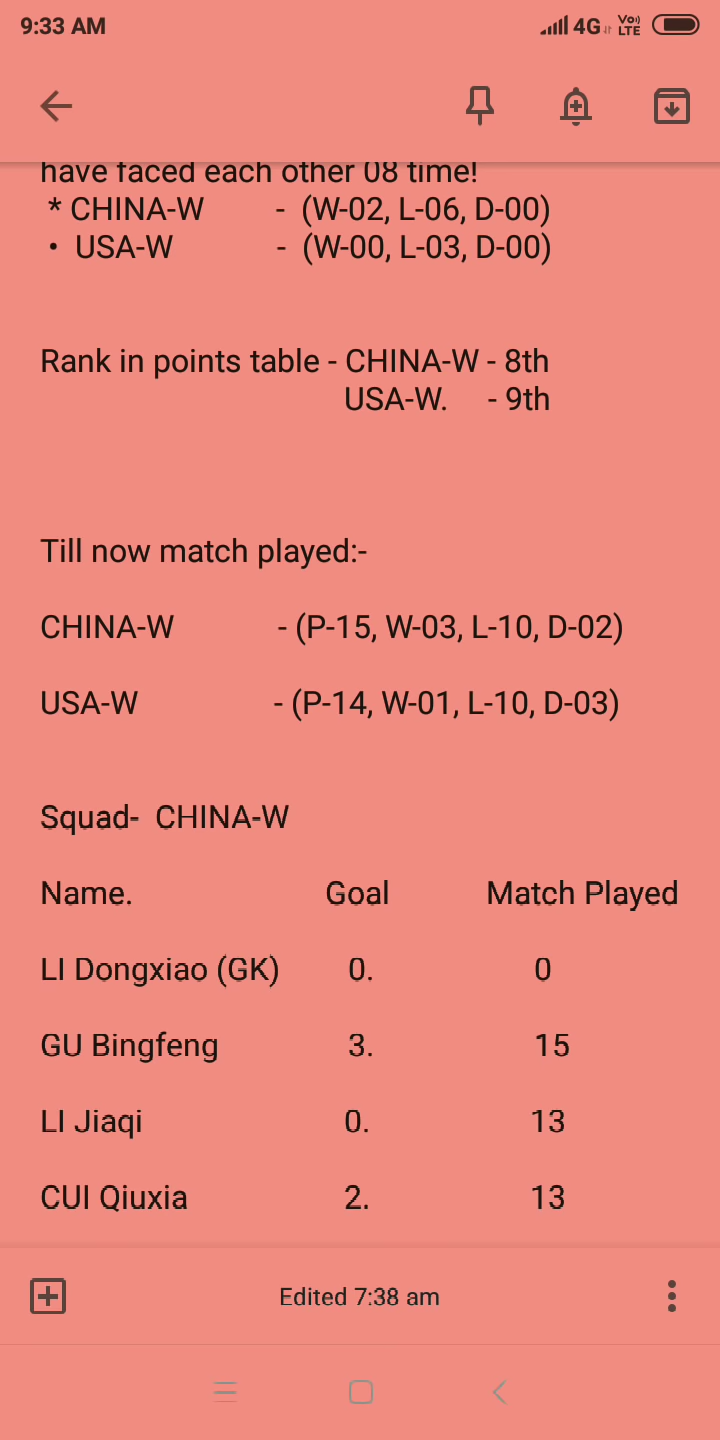 9:33 AM 4G Vo) LTE
have faced each other 08 time!
* CHINA-W - (W-02, L-06, D-00)
• USA-W - (W-00, L-03, D-00)
Rank in points table - CHINA-W - 8th
USA-W. - 9th
Till now match played:-
CHINA-W - (P-15, W-03, L-10, D-02)
USA-W - (P-14, W-01, L-10, D-03)
Squad- CHINA-W
Name. Goal Match Played
LI Dongxiao (GK) 0. 0
GU Bingfeng 3. 15
LI Jiaqi 0. 13
CUI Qiuxia 2. 13
Edited 7:38 am